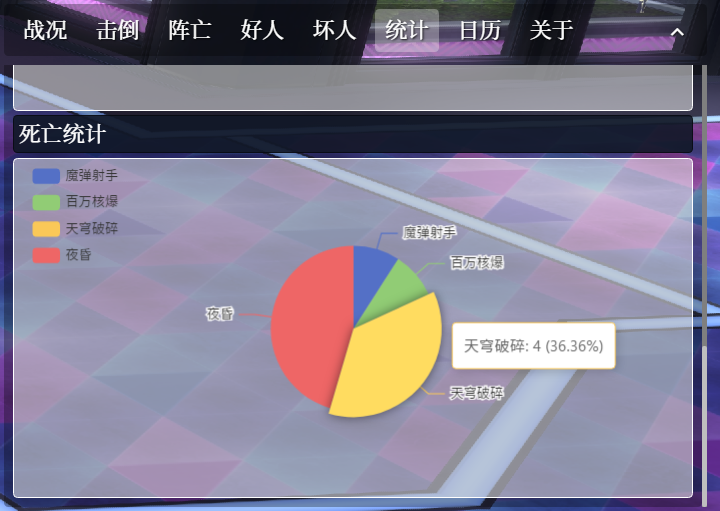 战况 击倒 阵亡 好人 坏人 统计 日历 关于
死亡统计
魔弹射手
百万核爆
天穹破碎
夜昏
魔弹射手
百万核爆
夜昏
天穹破碎: 4 (36.36%)
天穹破碎